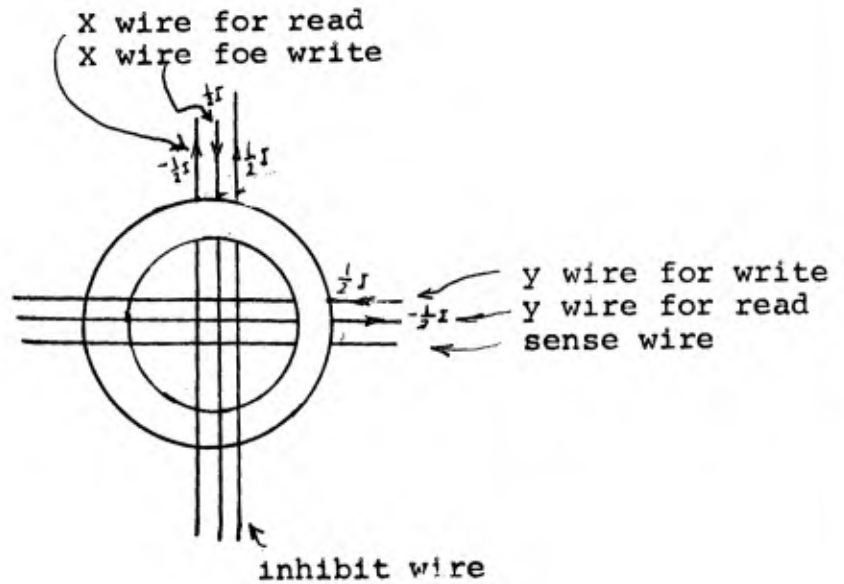 X wire for read
X wire foe write
½I
-½I
½I
½I
y wire for write
-½I
y wire for read
sense wire
inhibit wire